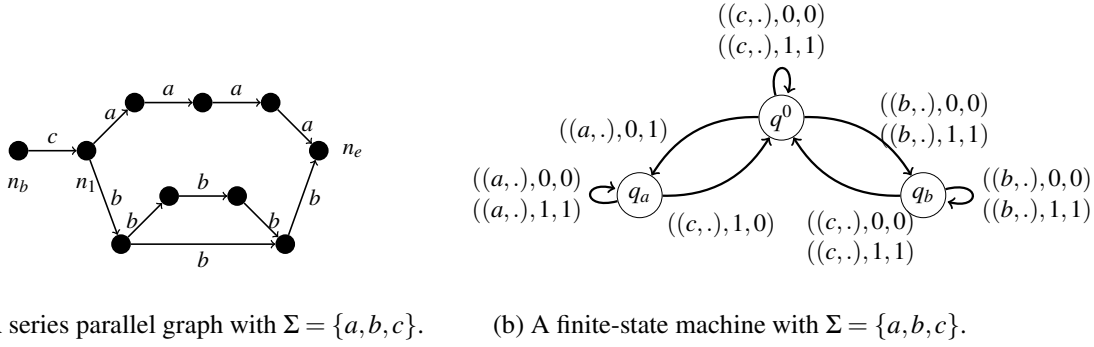 c
a
a
a
a
n_b
n_1
n_e
b
b
b
b
b
b
series parallel graph with Σ = {a,b,c}.
((c,.),0,0)
((c,.),1,1)
q^0
((a,.),0,1)
((b,.),0,0)
((b,.),1,1)
((a,.),0,0)
((a,.),1,1)
q_a
q_b
((b,.),0,0)
((b,.),1,1)
((c,.),1,0)
((c,.),0,0)
((c,.),1,1)
(b) A finite-state machine with Σ = {a,b,c}.